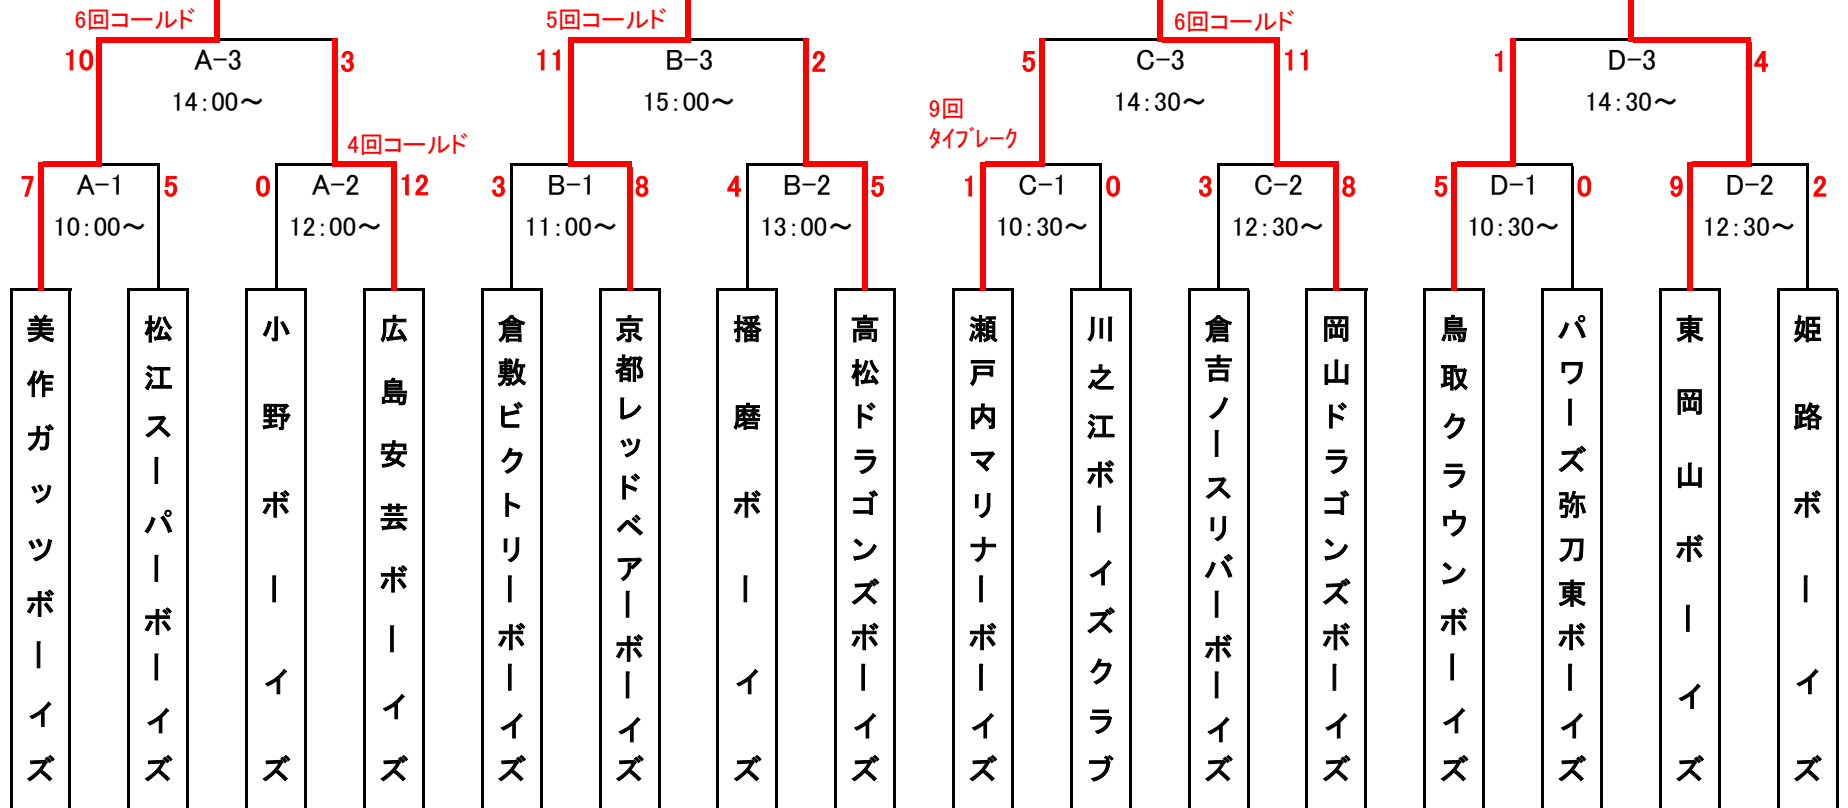 6回コールド
5回コールド
6回コールド
10 A-3 3
11 B-3 2
5 C-3 11
1 D-3 4
14:00～
15:00～
14:30～
14:30～
9回
タイブレーク
4回コールド
7 A-1 5
0 A-2 12
3 B-1 8
4 B-2 5
1 C-1 0
3 C-2 8
5 D-1 0
9 D-2 2
10:00～
12:00～
11:00～
13:00～
10:30～
12:30～
10:30～
12:30～
美作ガッツボーイズ
松江スーパーボーイズ
小野ボーイズ
広島安芸ボーイズ
倉敷ビクトリーボーイズ
京都レッドベアーボーイズ
播磨ボーイズ
高松ドラゴンズボーイズ
瀬戸内マリナーボーイズ
川之江ボーイズクラブ
倉吉ノースリバーボーイズ
岡山ドラゴンズボーイズ
鳥取クラウンボーイズ
パワーズ弥刀東ボーイズ
東岡山ボーイズ
姫路ボーイズ